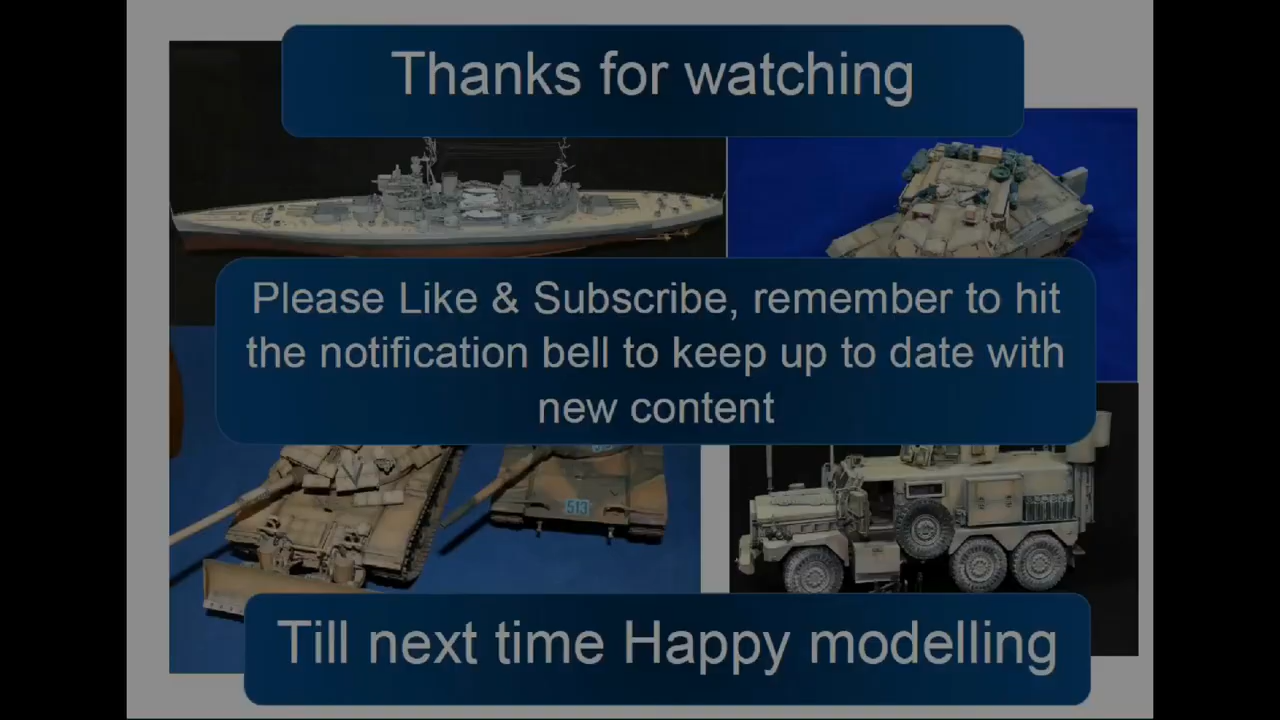 Thanks for watching
Please Like & Subscribe, remember to hit
the notification bell to keep up to date with
new content
513
Till next time Happy modelling